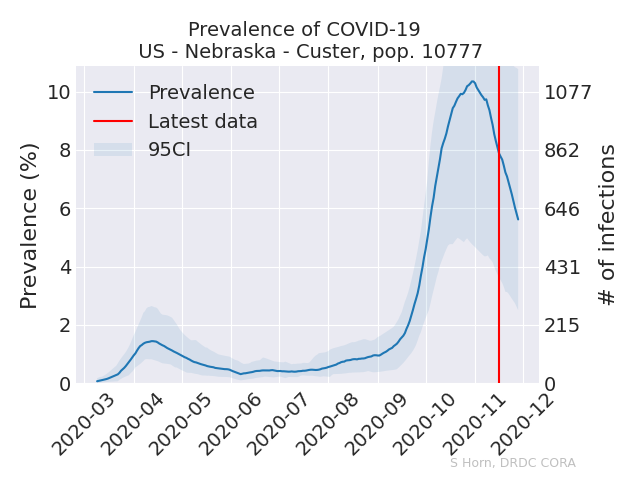 Prevalence of COVID-19
US - Nebraska - Custer, pop. 10777
Prevalence
Latest data
95CI
Prevalence (%)
10
8
6
4
2
0
1077
862
646
431
215
0
# of infections
2020-03
2020-04
2020-05
2020-06
2020-07
2020-08
2020-09
2020-10
2020-11
2020-12
S Horn, DRDC CORA